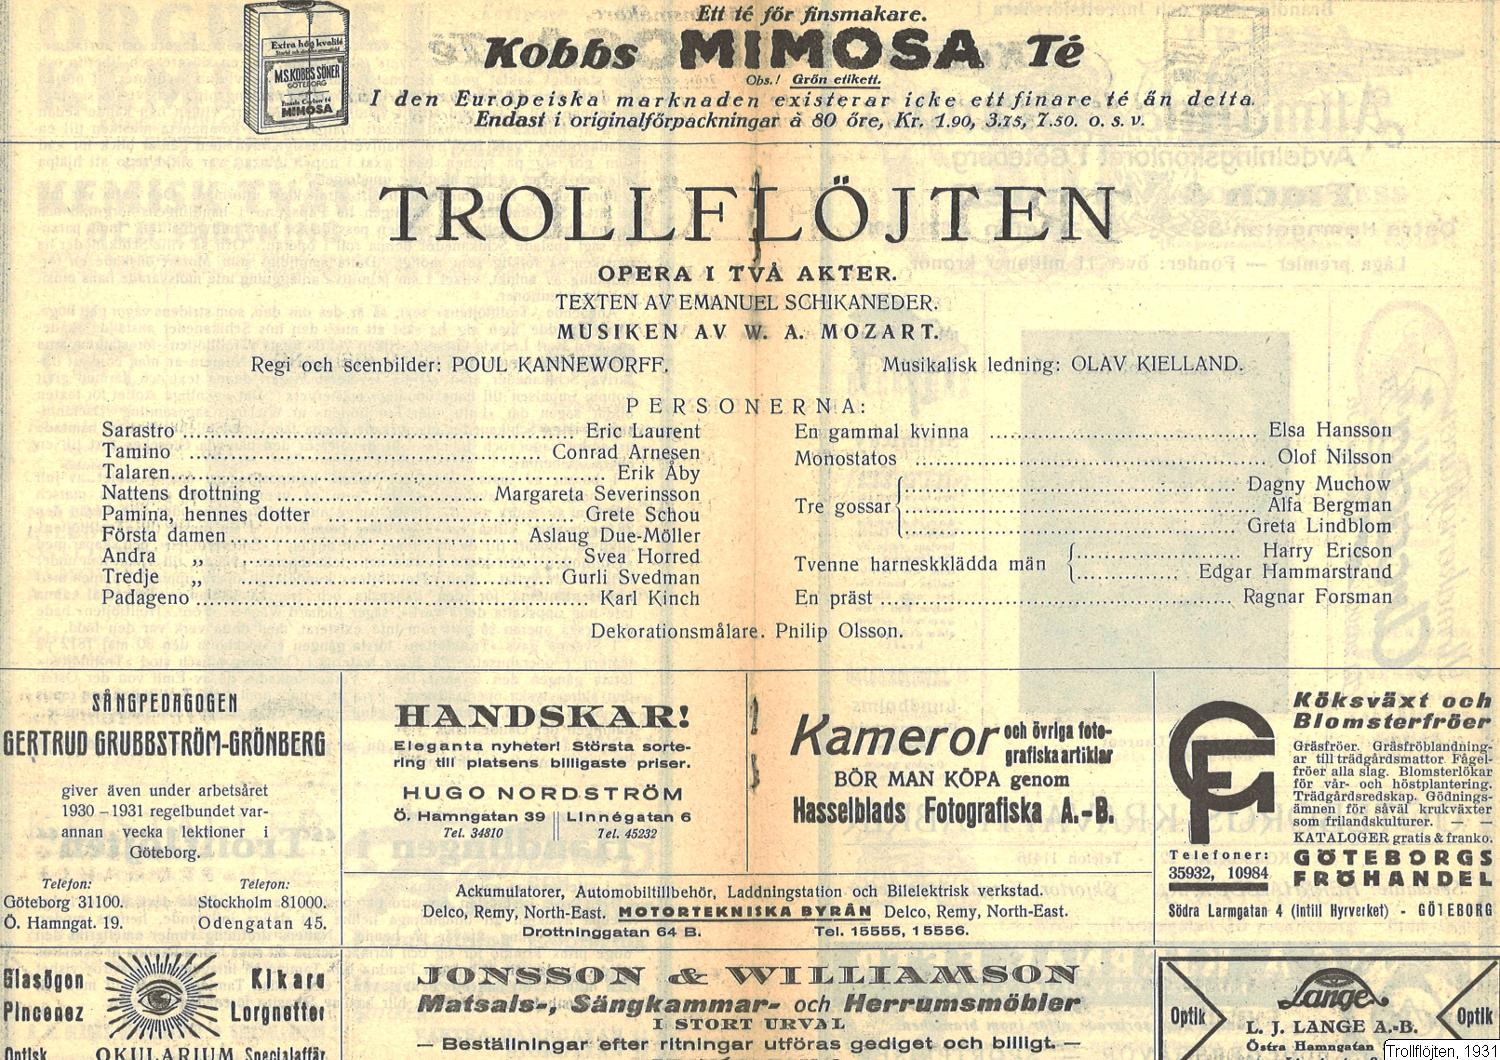 Ett té för finsmakare.
Kobbs MIMOSA Té
Obs.! Grön etikett.
I den Europeiska marknaden existerar icke ett finare té än detta.
Endast i originalförpackningar à 80 öre, Kr. 1.90, 3.75, 7.50. o. s. v.
Extra hög kvalité
M.S. KOBBS SÖNER
GÖTEBORG
MIMOSA
TROLLFLÖJTEN
OPERA I TVÅ AKTER.
TEXTEN AV EMANUEL SCHIKANEDER.
MUSIKEN AV W. A. MOZART.
Regi och scenbilder: POUL KANNEWORFF.
Musikalisk ledning: OLAV KIELLAND.
PERSONERNA:
Sarastro ... Eric Laurent
Tamino ... Conrad Arnesen
Talaren ... Erik Åby
Nattens drottning ... Margareta Severinsson
Pamina, hennes dotter ... Grete Schou
Första damen ... Aslaug Due-Möller
Andra „ ... Svea Horred
Tredje „ ... Gurli Svedman
Padageno ... Karl Kinch
En gammal kvinna ... Elsa Hansson
Monostatos ... Olof Nilsson
Tre gossar ... Dagny Muchow
Alfa Bergman
Greta Lindblom
Tvenne harneskklädda män ... Harry Ericson
Edgar Hammarstrand
En präst ... Ragnar Forsman
Dekorationsmålare. Philip Olsson.
SÅNGPEDAGOGEN
GERTRUD GRUBBSTRÖM-GRÖNBERG
giver även under arbetsåret
1930-1931 regelbundet var-
annan vecka lektioner i
Göteborg.
Telefon:
Göteborg 31100.
Ö. Hamngat. 19.
Telefon:
Stockholm 81000.
Odengatan 45.
HANDSKAR!
Eleganta nyheter! Största sorte-
ring till platsens billigaste priser.
HUGO NORDSTRÖM
Ö. Hamngatan 39
Tel. 34810
Linnégatan 6
Tel. 45232
Kameror och övriga foto-
grafiska artiklar
BÖR MAN KÖPA genom
Hasselblads Fotografiska A.-B.
Ackumulatorer, Automobiltillbehör, Laddningstation och Bilelektrisk verkstad.
Delco, Remy, North-East. MOTORTEKNISKA BYRÅN Delco, Remy, North-East.
Drottninggatan 64 B. Tel. 15555, 15556.
Köksväxt och
Blomsterfröer
Gräsfröer. Gräsfröblandning-
ar till trädgårdsmattor. Fågel-
fröer alla slag. Blomsterlökar
för vår- och höstplantering.
Trädgårdsredskap. Gödnings-
ämnen för såväl krukväxter
som frilandskulturer. — —
KATALOGER gratis & franko.
Telefoner:
35932, 10984
GÖTEBORGS
FRÖHANDEL
Södra Larmgatan 4 (intill Hyrverket) - GÖTEBORG
Glasögon
Pincenez
Kikare
Lorgnetter
Optisk OKULARIUM Specialaffär
JONSSON & WILLIAMSON
Matsals-, Sängkammar- och Herrumsmöbler
I STORT URVAL
— Beställningar efter ritningar utföras gediget och billigt. —
Optik
Lange
Optik
L. J. LANGE A.-B.
Östra Hamngatan
Trollflöjten, 1931